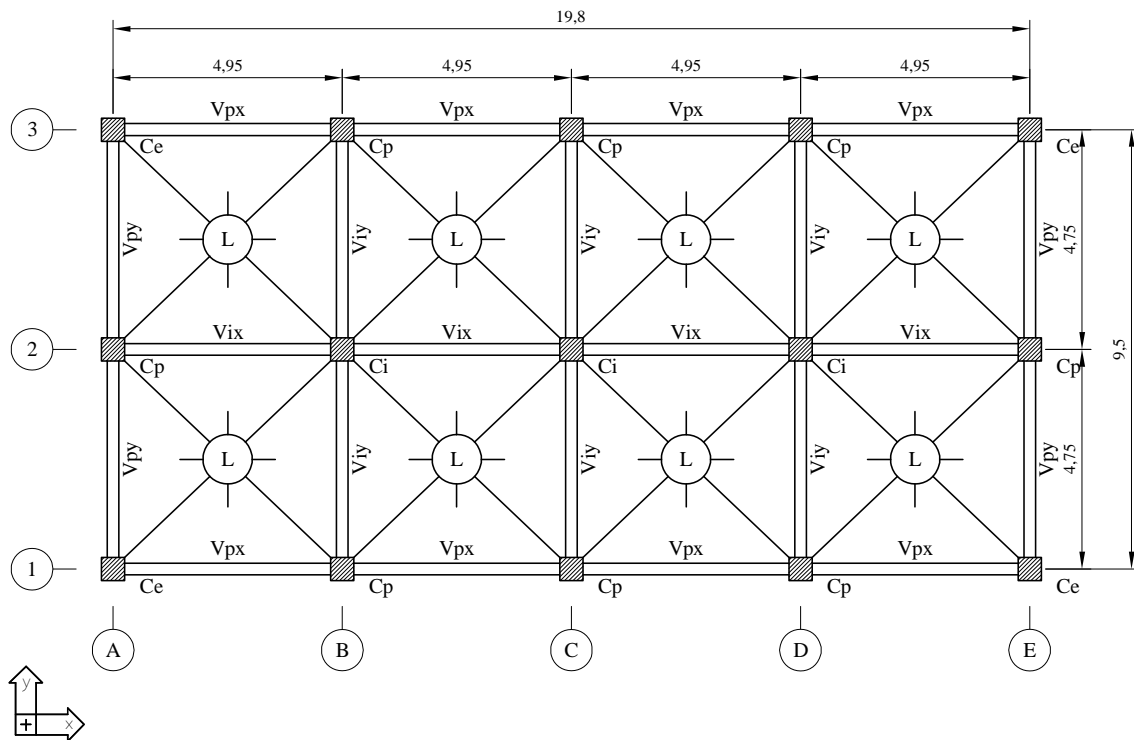 19,8
4,95 4,95 4,95 4,95
Vpx Vpx Vpx Vpx
3
Ce Cp Cp Cp Ce
Vpy L Viy L Viy L Viy L Vpy 4,75
9,5
Vix Vix Vix Vix
2
Cp Ci Ci Ci Cp
Vpy L Viy L Viy L Viy L Vpy 4,75
Vpx Vpx Vpx Vpx
1
Ce Cp Cp Cp Ce
A B C D E
y
+ x